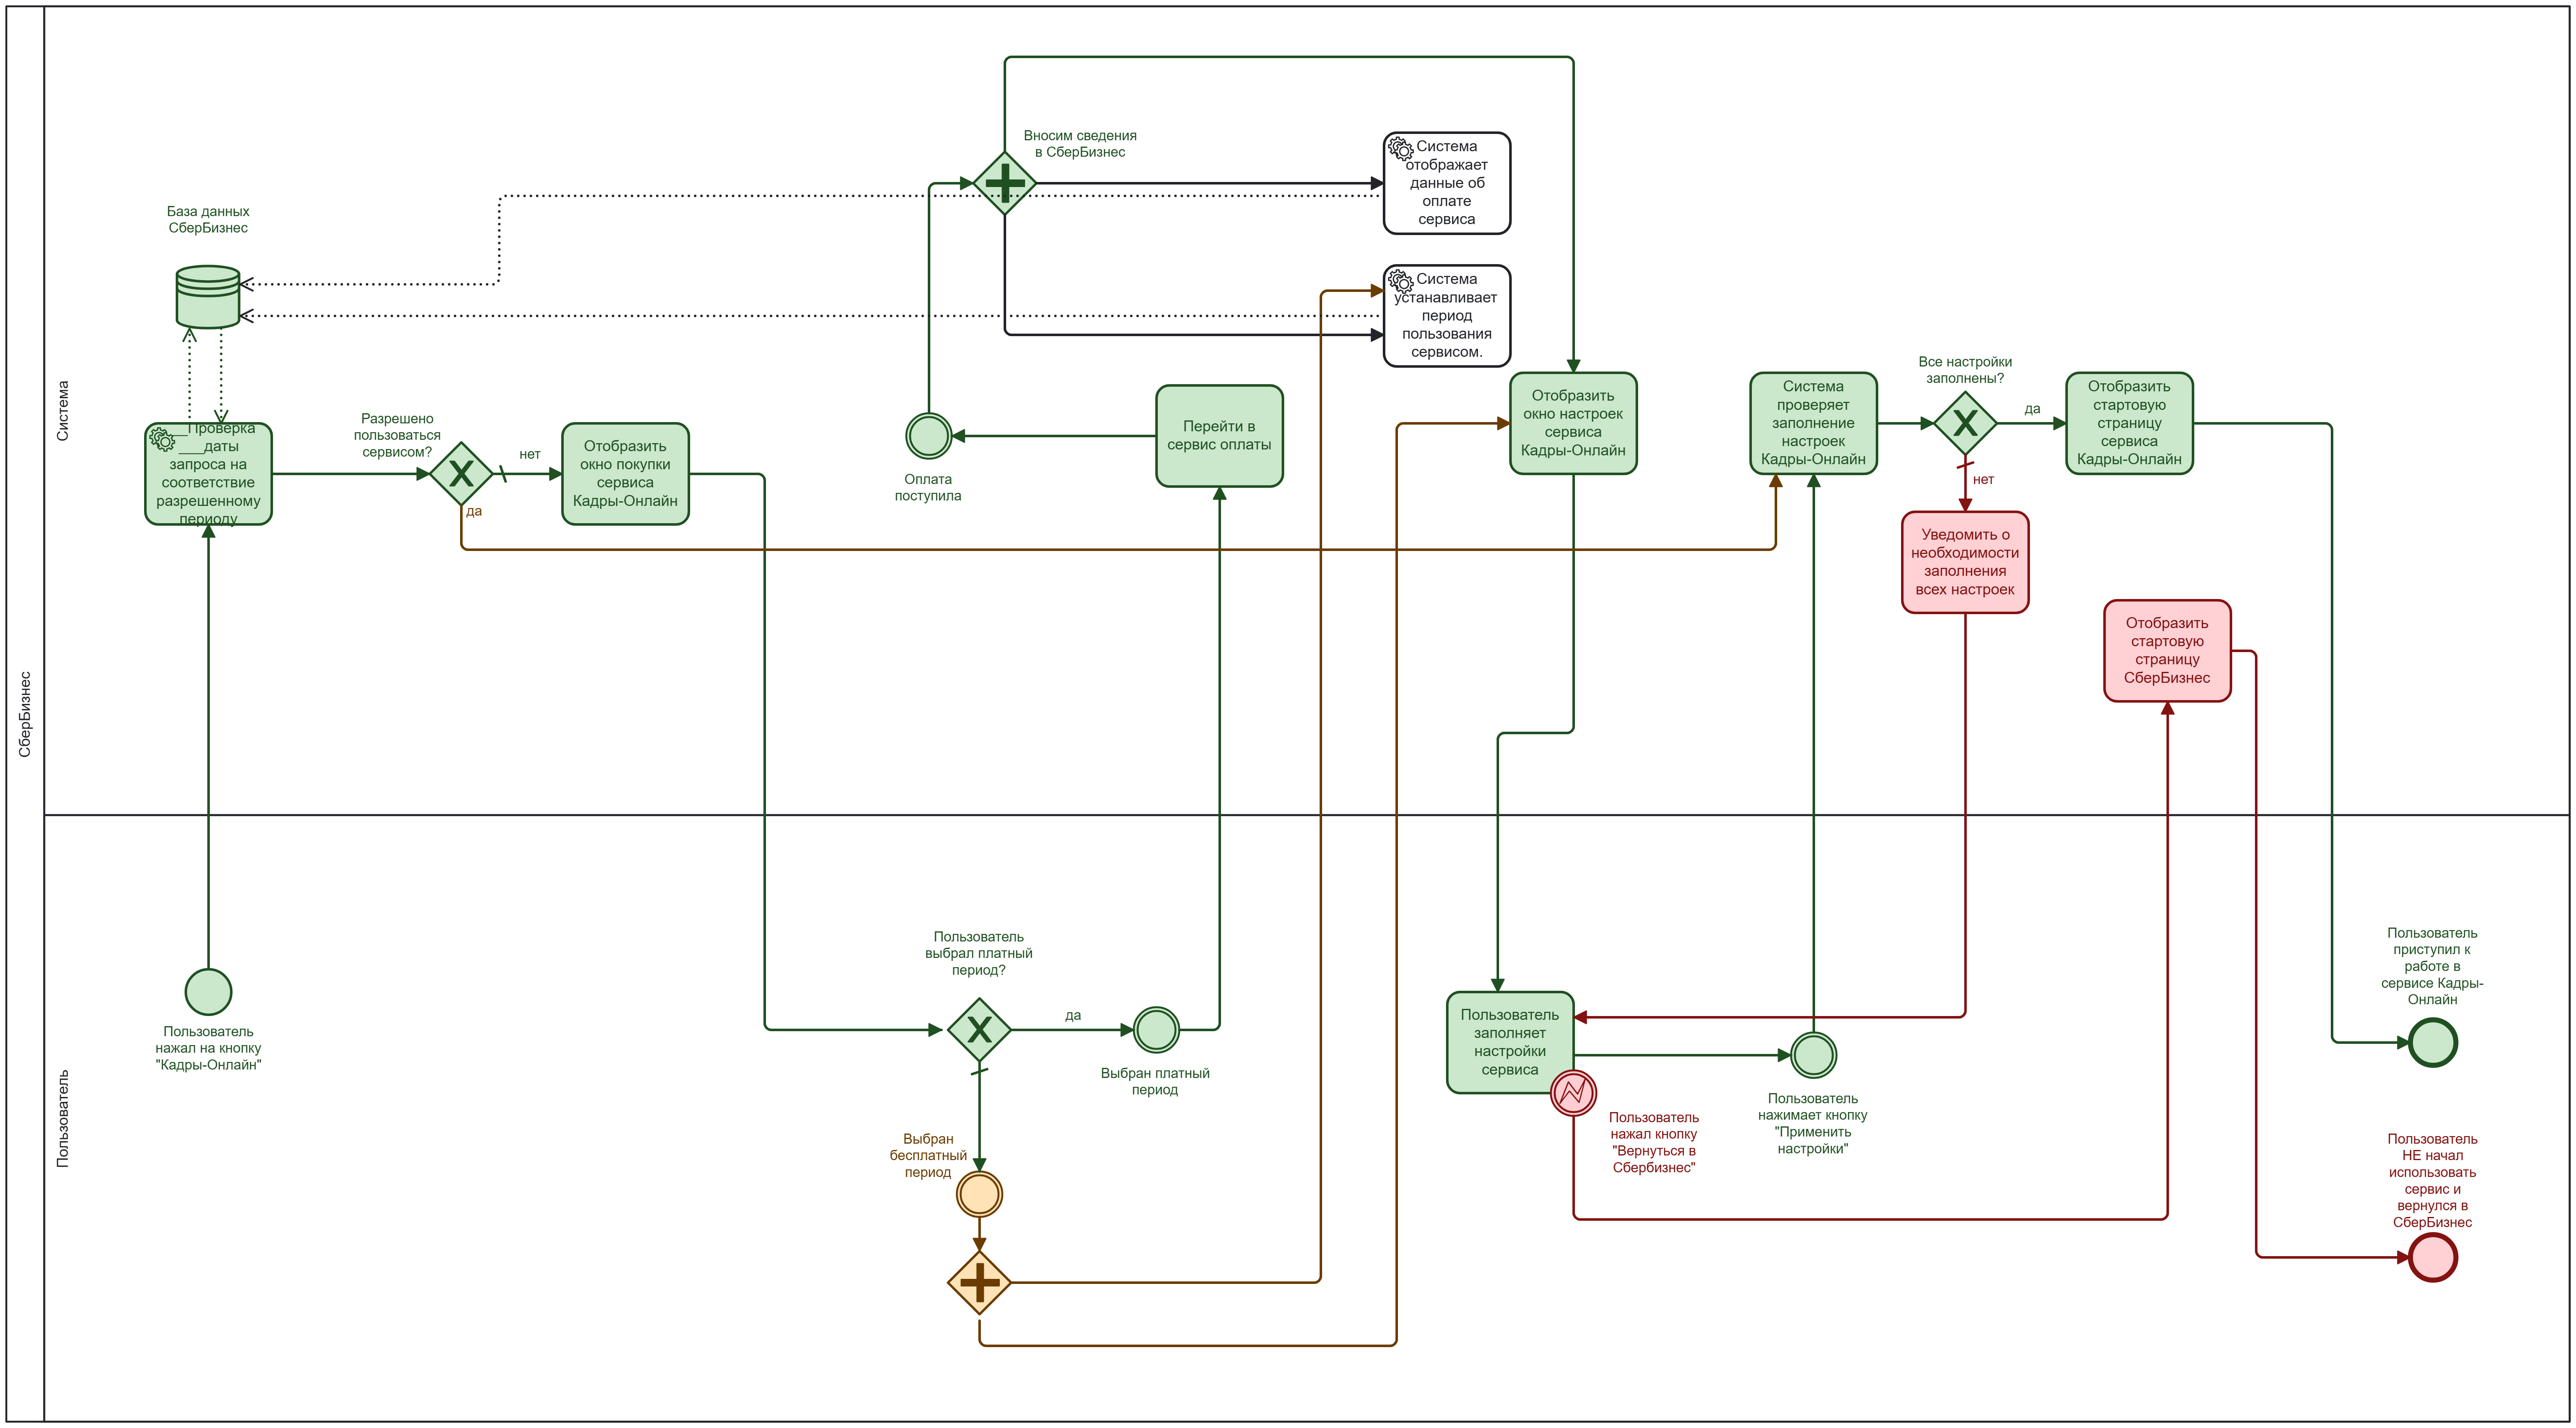 СберБизнес
Система
Пользователь
База данных
СберБизнес
___Проверка
___даты
запроса на
соответствие
разрешенному
периоду
Разрешено
пользоваться
сервисом?
нет
да
Отобразить
окно покупки
сервиса
Кадры-Онлайн
Вносим сведения
в СберБизнес
Оплата
поступила
Перейти в
сервис оплаты
Система
отображает
данные об
оплате
сервиса
Система
устанавливает
период
пользования
сервисом.
Отобразить
окно настроек
сервиса
Кадры-Онлайн
Система
проверяет
заполнение
настроек
Кадры-Онлайн
Все настройки
заполнены?
да
нет
Отобразить
стартовую
страницу
сервиса
Кадры-Онлайн
Уведомить о
необходимости
заполнения
всех настроек
Отобразить
стартовую
страницу
СберБизнес
Пользователь
нажал на кнопку
"Кадры-Онлайн"
Пользователь
выбрал платный
период?
да
Выбран платный
период
Выбран
бесплатный
период
Пользователь
заполняет
настройки
сервиса
Пользователь
нажал кнопку
"Вернуться в
Сбербизнес"
Пользователь
нажимает кнопку
"Применить
настройки"
Пользователь
приступил к
работе в
сервисе Кадры-
Онлайн
Пользователь
НЕ начал
использовать
сервис и
вернулся в
СберБизнес